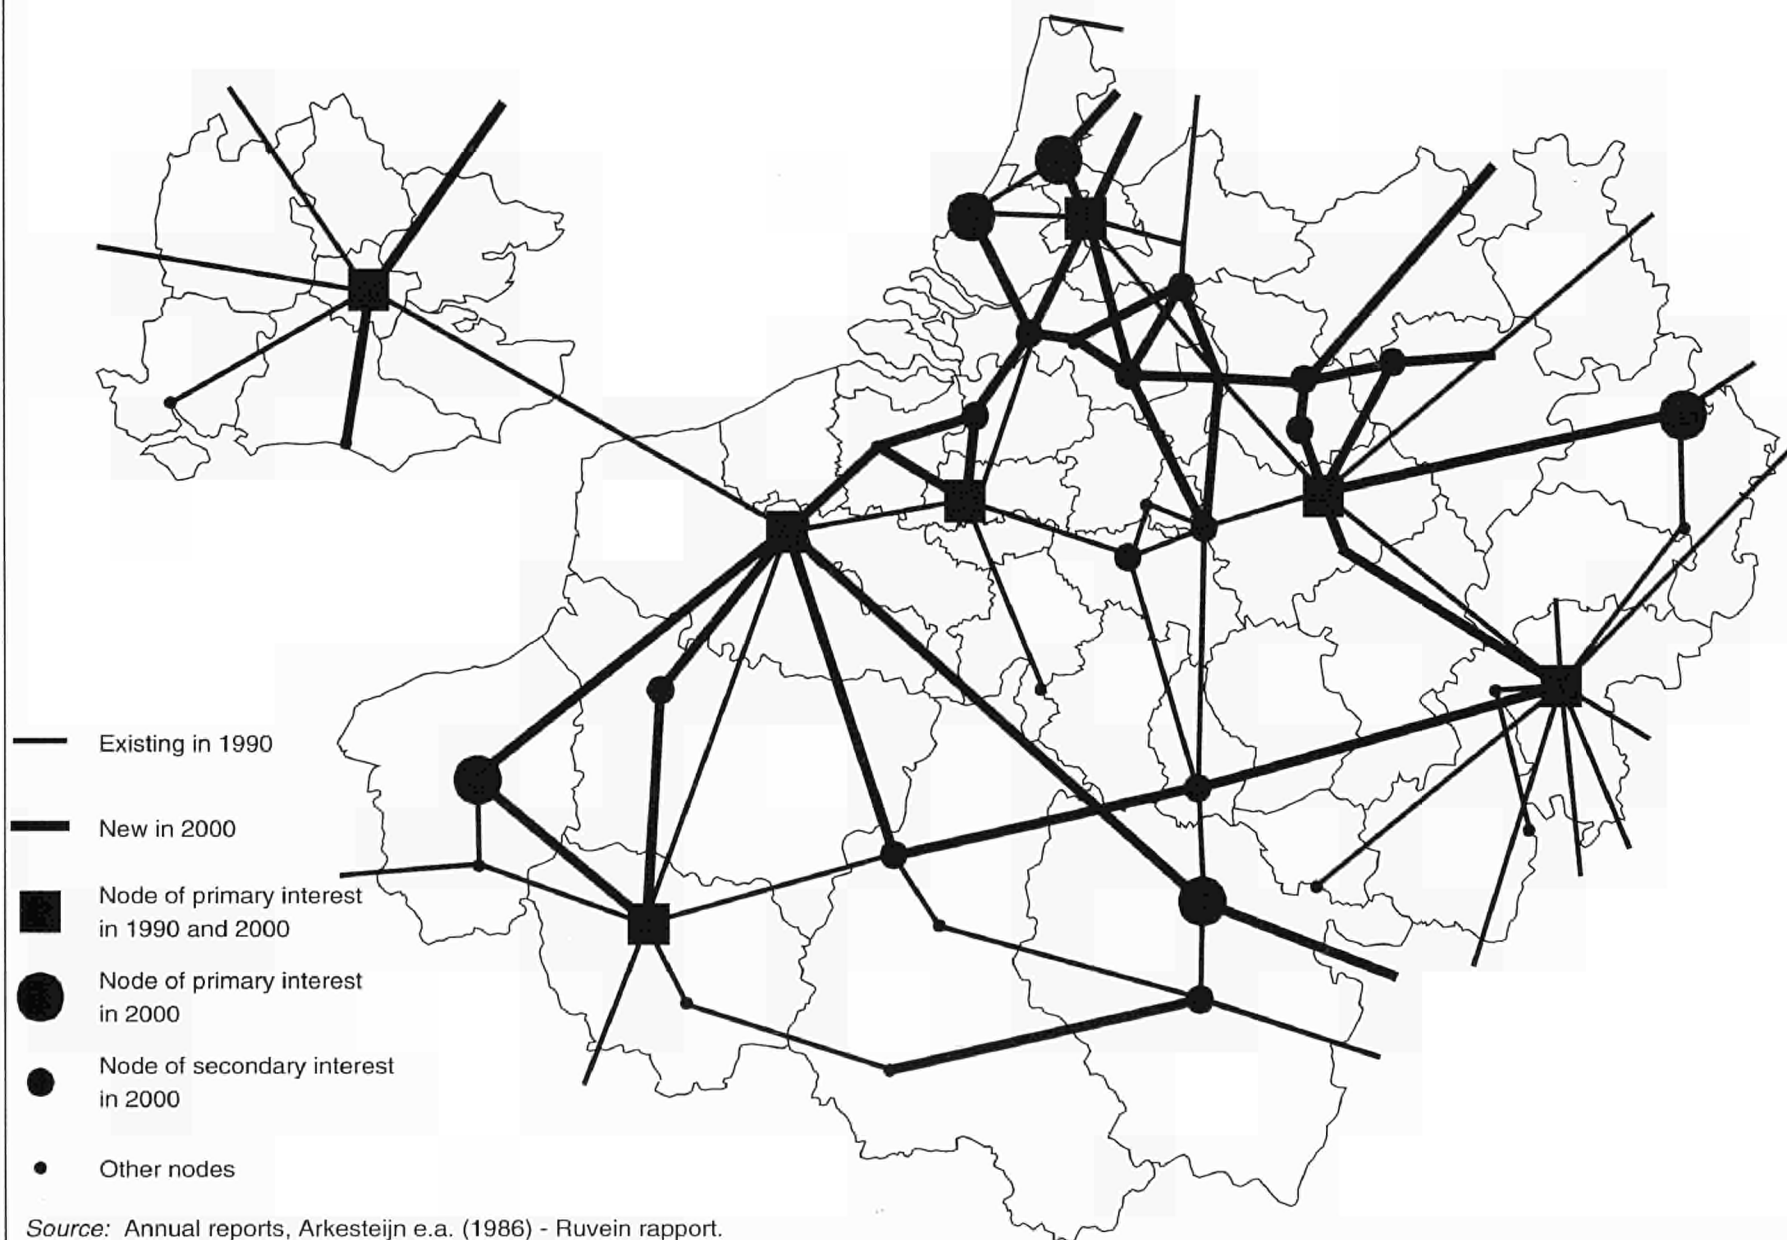 Existing in 1990
New in 2000
Node of primary interest
in 1990 and 2000
Node of primary interest
in 2000
Node of secondary interest
in 2000
Other nodes
Source: Annual reports, Arkesteijn e.a. (1986) - Ruvein rapport.